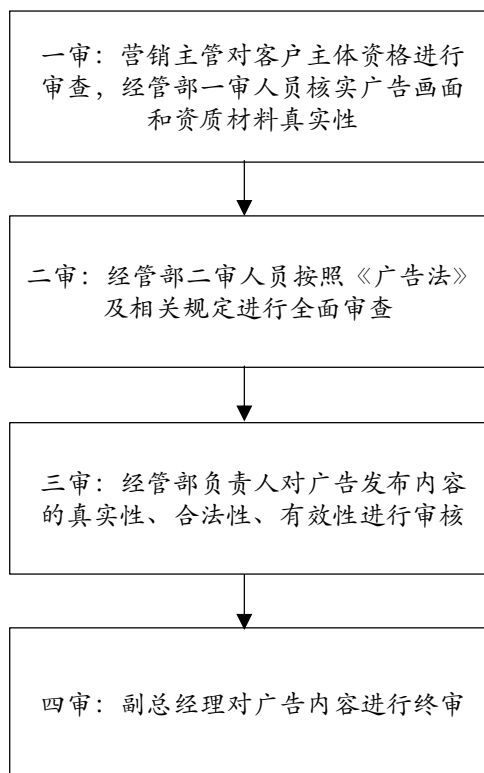 一审：营销主管对客户主体资格进行
审查，经管部一审人员核实广告画面
和资质材料真实性
二审：经管部二审人员按照《广告法》
及相关规定进行全面审查
三审：经管部负责人对广告发布内容
的真实性、合法性、有效性进行审核
四审：副总经理对广告内容进行终审